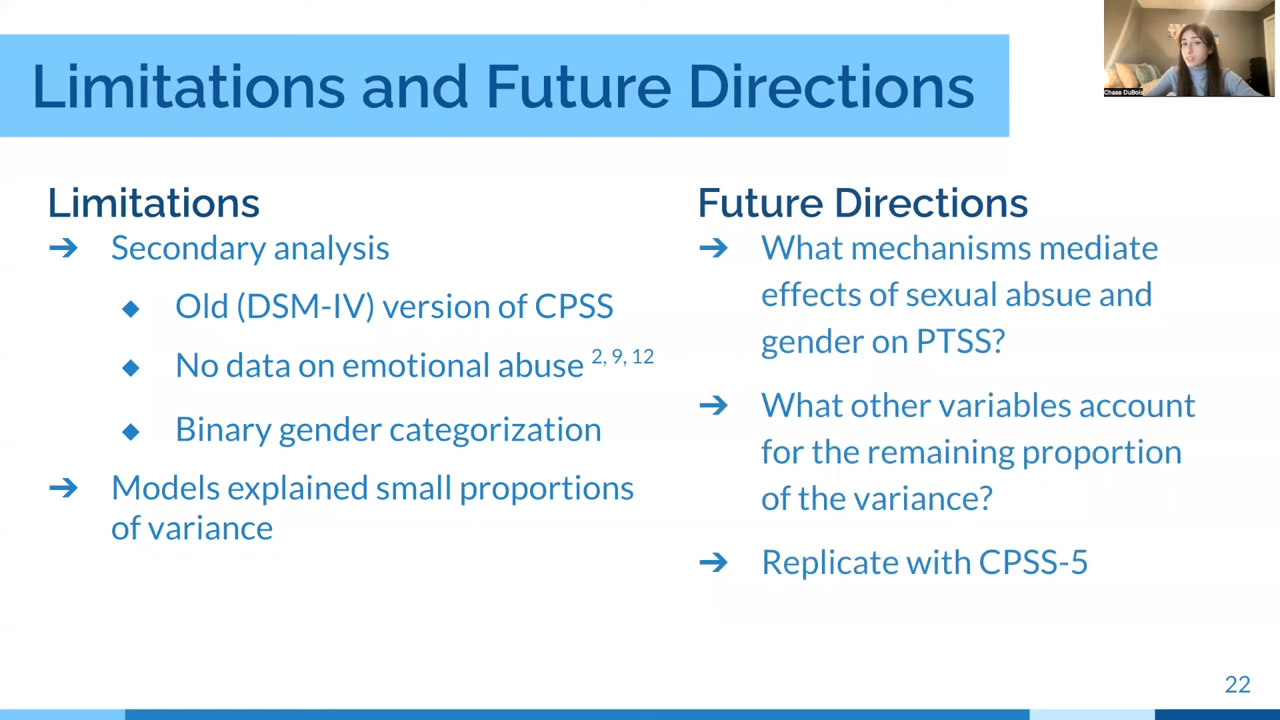 Limitations and Future Directions
Chase DuBois
Limitations
➔ Secondary analysis
◆ Old (DSM-IV) version of CPSS
◆ No data on emotional abuse 2, 9, 12
◆ Binary gender categorization
➔ Models explained small proportions
of variance
Future Directions
➔ What mechanisms mediate
effects of sexual absue and
gender on PTSS?
➔ What other variables account
for the remaining proportion
of the variance?
➔ Replicate with CPSS-5
22